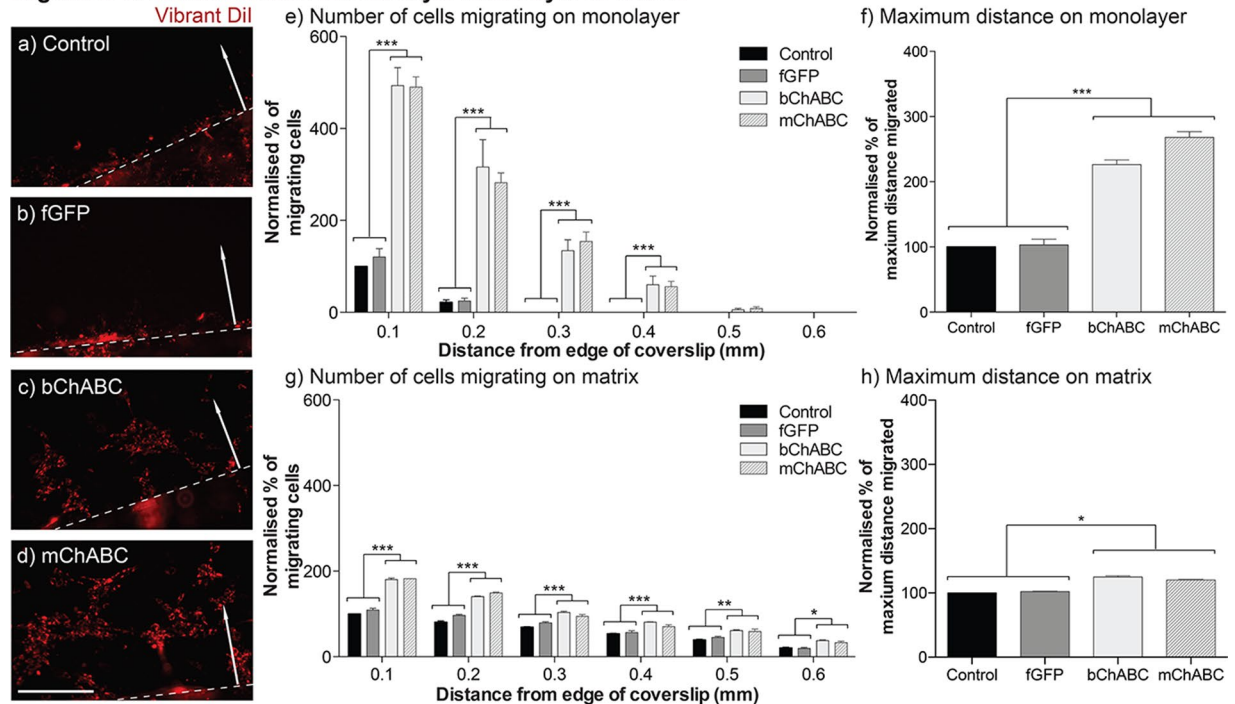 Vibrant DiI
a) Control
b) fGFP
c) bChABC
d) mChABC
e) Number of cells migrating on monolayer
Normalised % of
migrating cells
600
400
200
0
***
***
***
***
Control
fGFP
bChABC
mChABC
0.1 0.2 0.3 0.4 0.5 0.6
Distance from edge of coverslip (mm)
f) Maximum distance on monolayer
Normalised % of
maxium distance migrated
400
300
200
100
0
***
Control fGFP bChABC mChABC
g) Number of cells migrating on matrix
Normalised % of
migrating cells
600
400
200
0
***
***
***
***
**
*
Control
fGFP
bChABC
mChABC
0.1 0.2 0.3 0.4 0.5 0.6
Distance from edge of coverslip (mm)
h) Maximum distance on matrix
Normalised % of
maxium distance migrated
400
300
200
100
0
*
Control fGFP bChABC mChABC